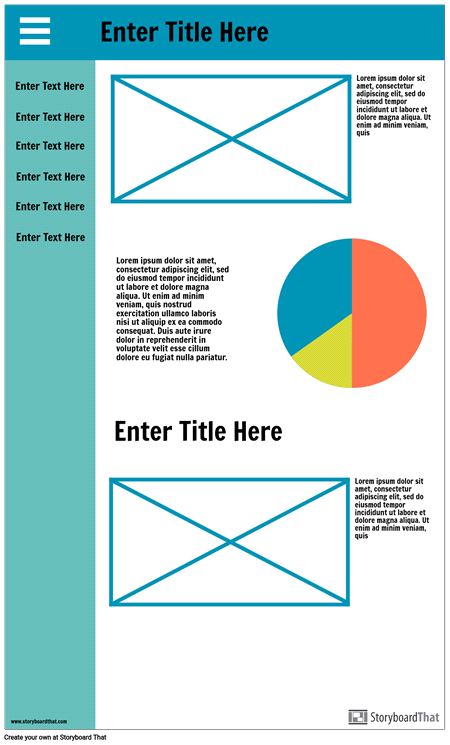 Enter Title Here
Enter Text Here
Enter Text Here
Enter Text Here
Enter Text Here
Enter Text Here
Enter Text Here
Lorem ipsum dolor sit
amet, consectetur
adipiscing elit, sed do
eiusmod tempor
incididunt ut labore et
dolore magna aliqua. Ut
enim ad minim veniam,
quis
Lorem ipsum dolor sit amet,
consectetur adipiscing elit,
sed do eiusmod tempor
incididunt ut labore
et dolore magna
aliqua. Ut enim ad minim
veniam, quis nostrud
exercitation ullamco laboris
nisi ut aliquip ex ea commodo
consequat. Duis aute irure
dolor in reprehenderit in
voluptate velit esse cillum
dolore eu fugiat nulla pariatur.
Enter Title Here
Lorem ipsum dolor sit
amet, consectetur
adipiscing elit, sed do
eiusmod tempor
incididunt ut labore et
dolore magna aliqua. Ut
enim ad minim veniam,
quis
www.storyboardthat.com
StoryboardThat
Create your own at Storyboard That